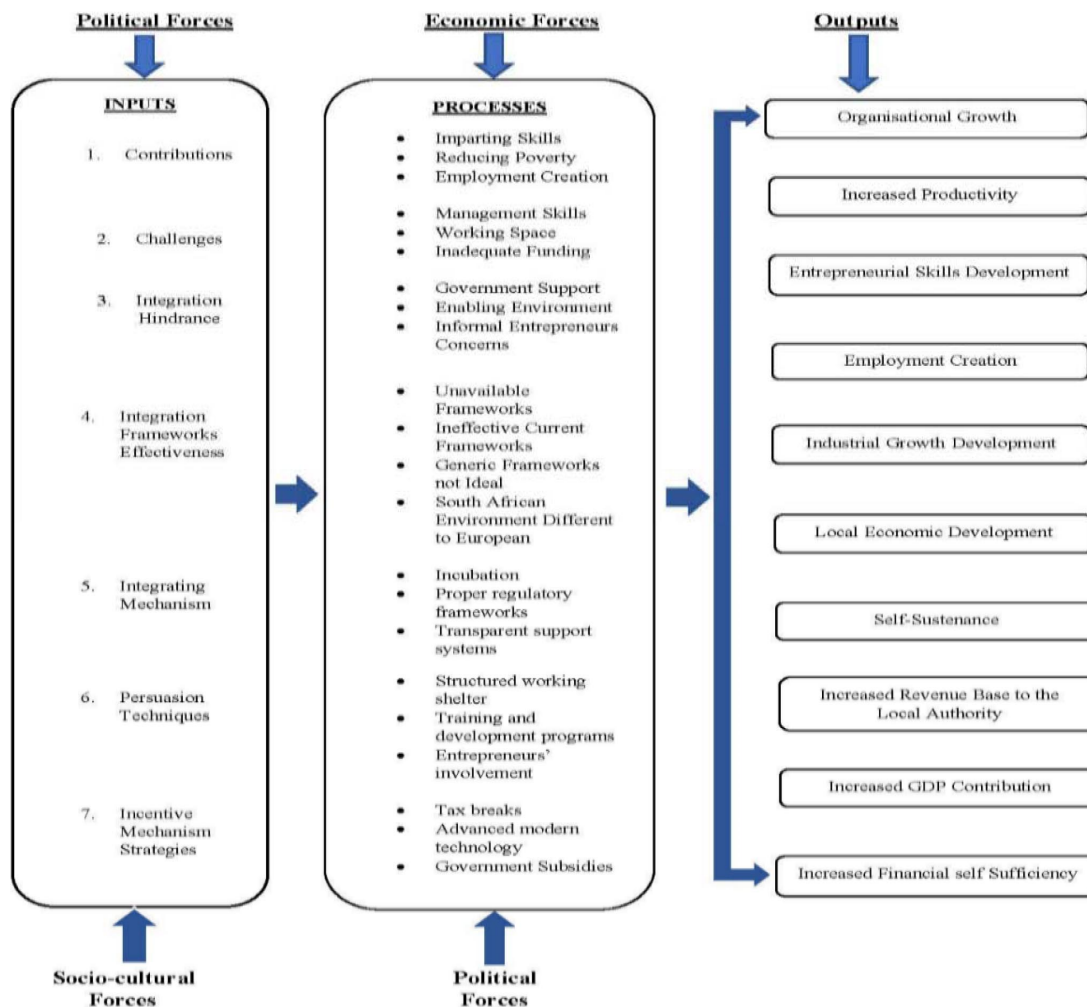 Political Forces
Economic Forces
Outputs
INPUTS
1. Contributions
2. Challenges
3. Integration
Hindrance
4. Integration
Frameworks
Effectiveness
5. Integrating
Mechanism
6. Persuasion
Techniques
7. Incentive
Mechanism
Strategies
PROCESSES
• Imparting Skills
• Reducing Poverty
• Employment Creation
• Management Skills
• Working Space
• Inadequate Funding
• Government Support
• Enabling Environment
• Informal Entrepreneurs
Concerns
• Unavailable
Frameworks
• Ineffective Current
Frameworks
• Generic Frameworks
not Ideal
• South African
Environment Different
to European
• Incubation
• Proper regulatory
frameworks
• Transparent support
systems
• Structured working
shelter
• Training and
development programs
• Entrepreneurs'
involvement
• Tax breaks
• Advanced modern
technology
• Government Subsidies
Organisational Growth
Increased Productivity
Entrepreneurial Skills Development
Employment Creation
Industrial Growth Development
Local Economic Development
Self-Sustenance
Increased Revenue Base to the
Local Authority
Increased GDP Contribution
Increased Financial self Sufficiency
Socio-cultural
Forces
Political
Forces